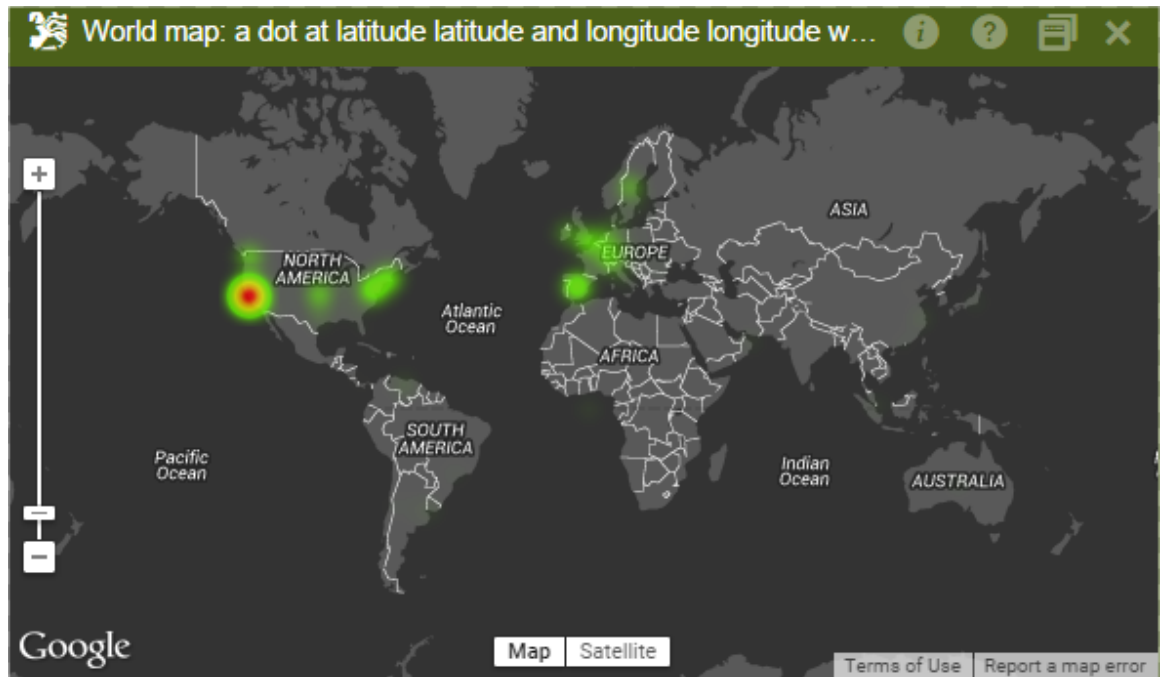 World map: a dot at latitude latitude and longitude longitude w...
i
?
+
ASIA
NORTH
AMERICA
EUROPE
Atlantic
Ocean
AFRICA
SOUTH
AMERICA
Pacific
Ocean
Indian
Ocean
AUSTRALIA
−
Google
Map Satellite
Terms of Use Report a map error